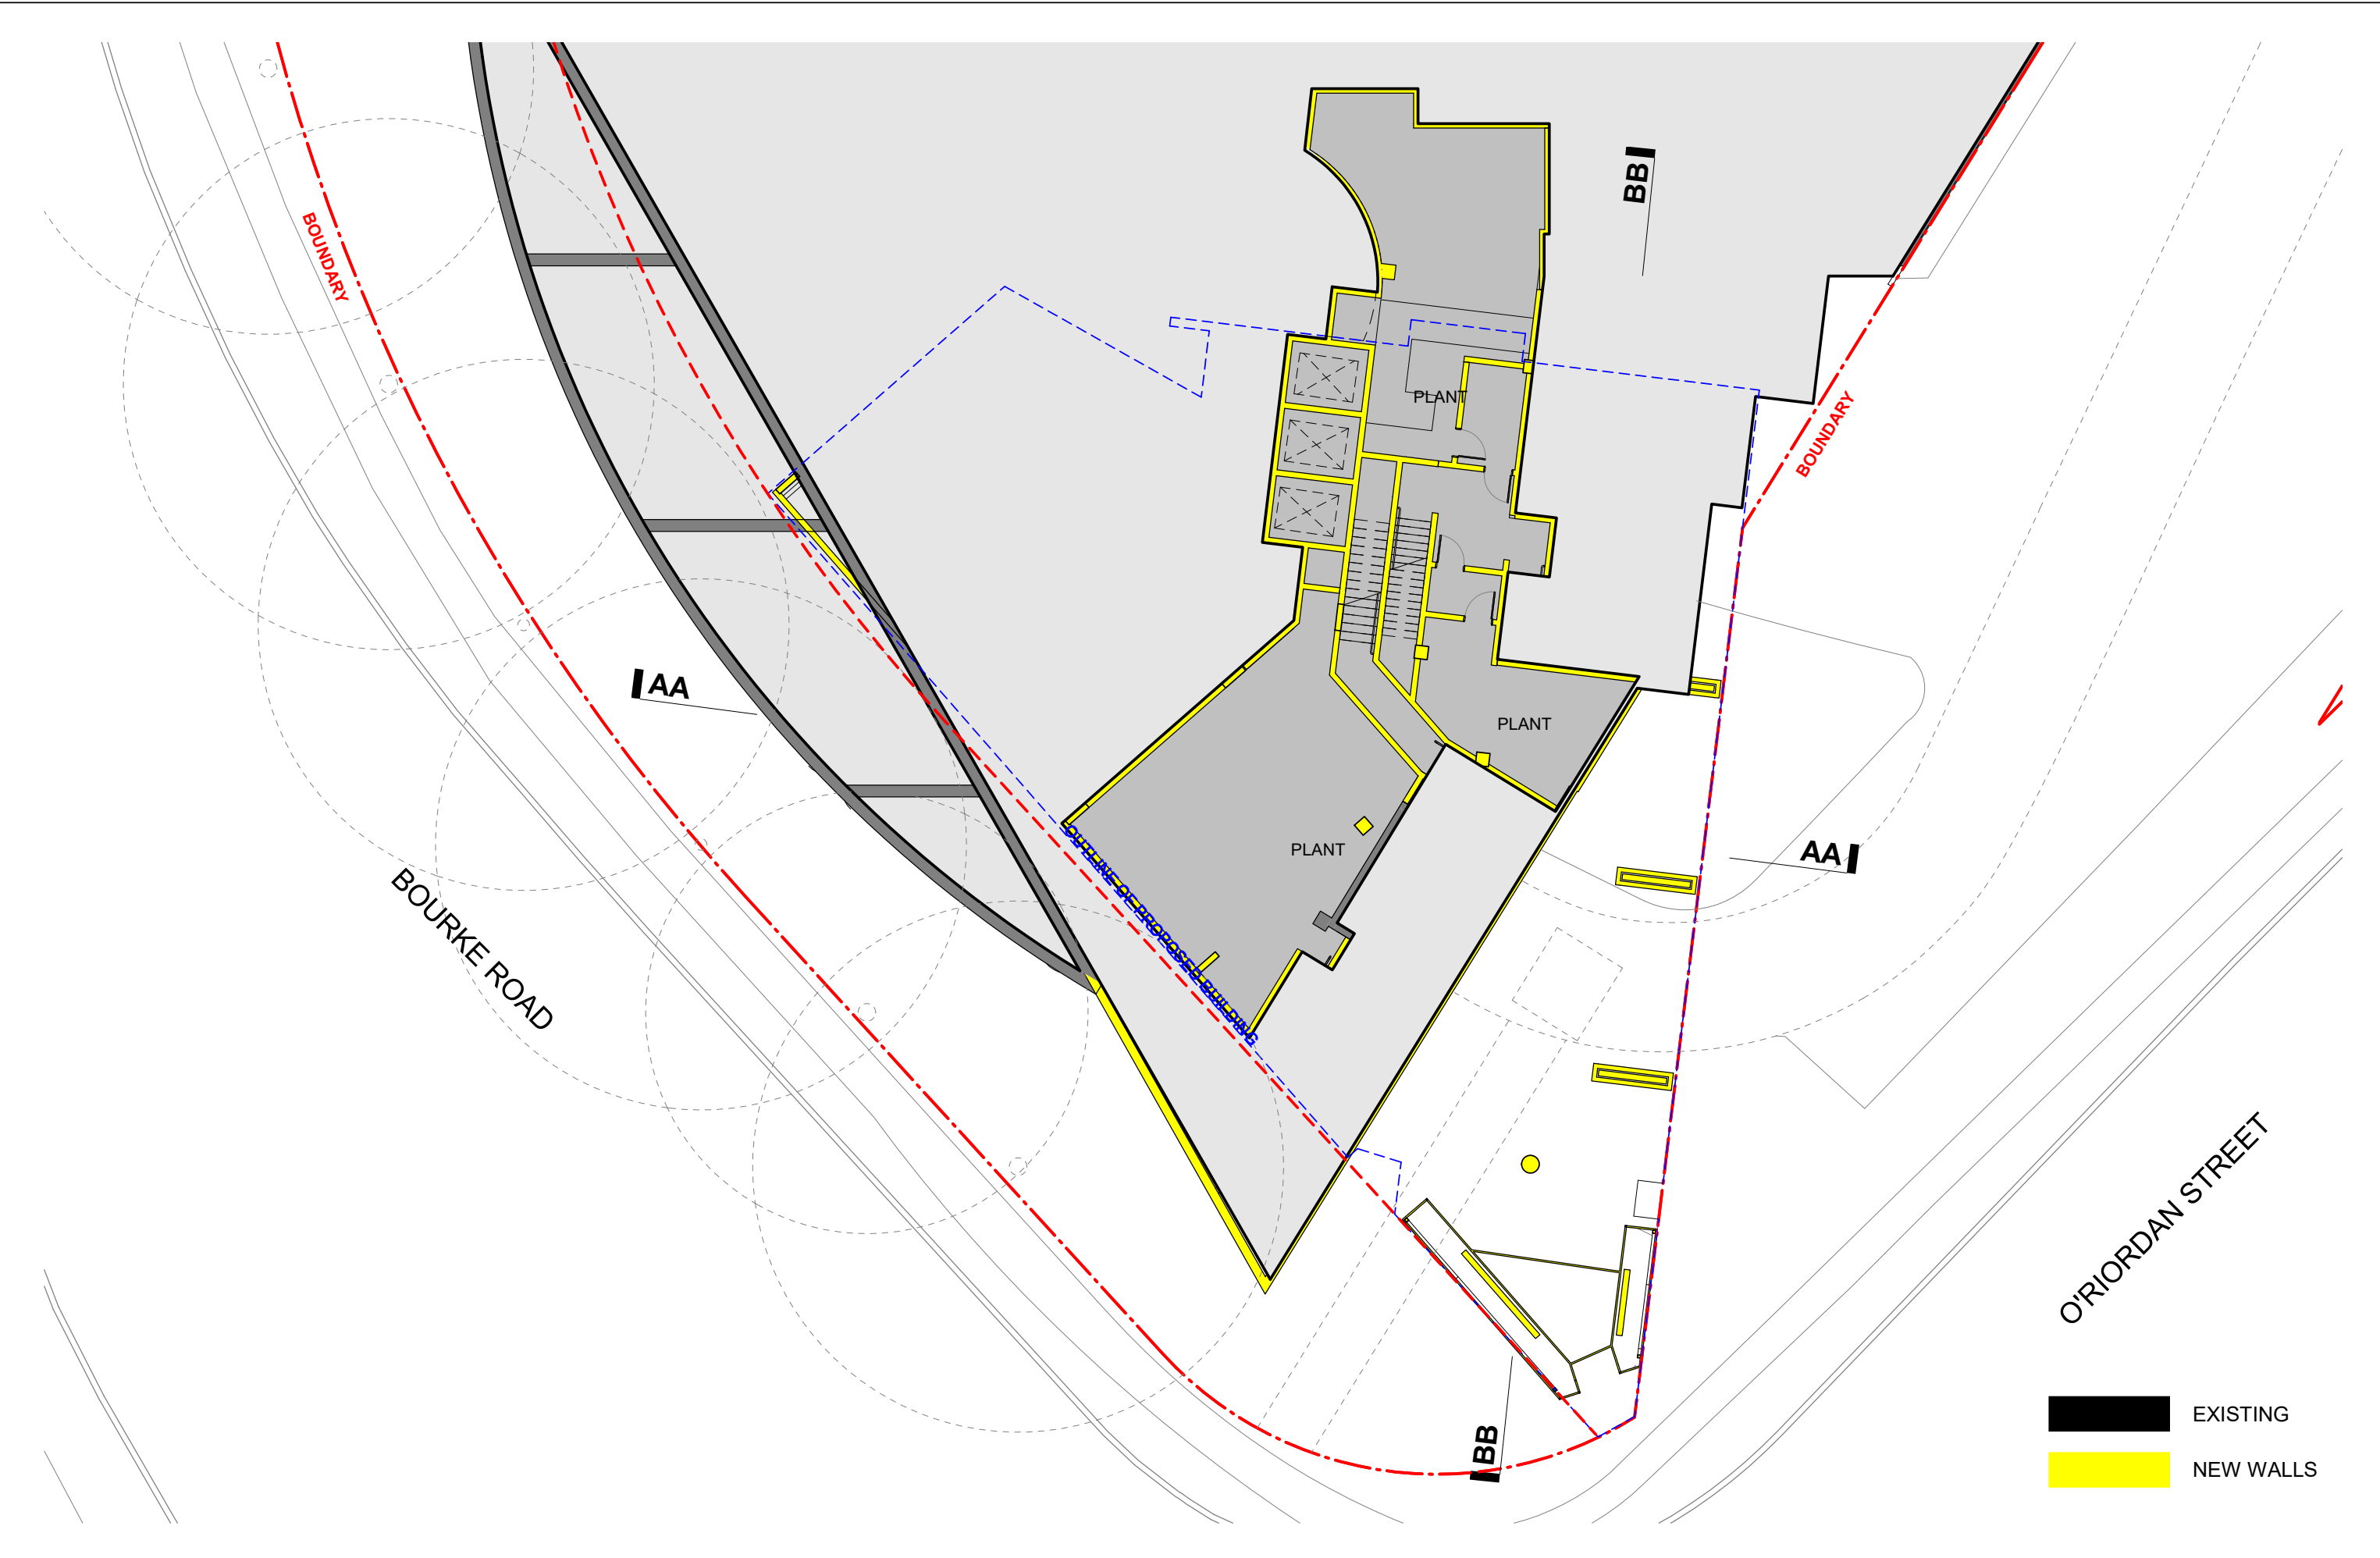 BB
BOUNDARY
PLANT
BOUNDARY
AA
PLANT
PLANT
AA
OUTLINE OF PROPOSED BUILDING
BOURKE ROAD
O'RIORDAN STREET
EXISTING
BB
NEW WALLS